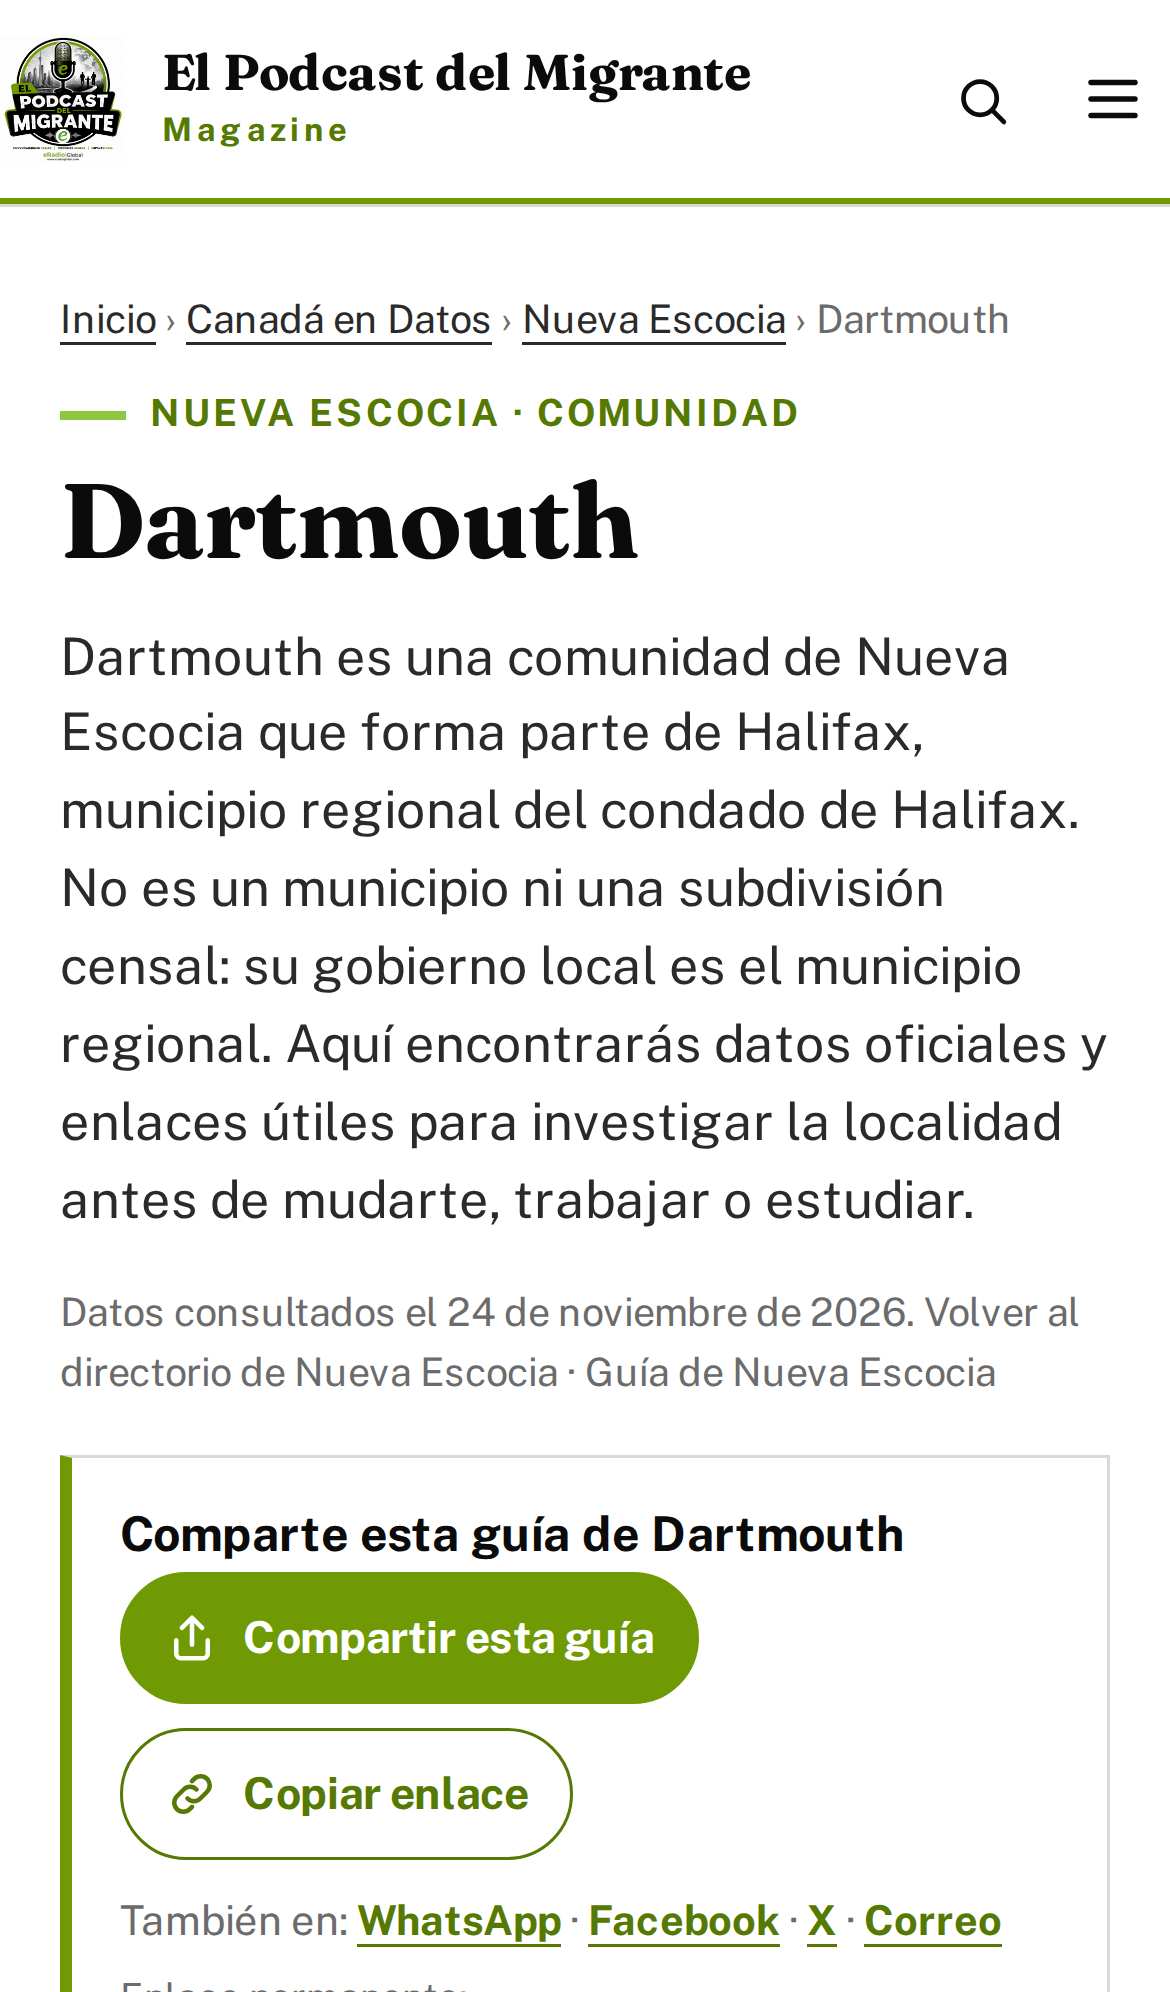 EL
PODCAST
DEL
MIGRANTE
eRadioGlobal
El Podcast del Migrante
Magazine
Inicio › Canadá en Datos › Nueva Escocia › Dartmouth
NUEVA ESCOCIA · COMUNIDAD
Dartmouth
Dartmouth es una comunidad de Nueva
Escocia que forma parte de Halifax,
municipio regional del condado de Halifax.
No es un municipio ni una subdivisión
censal: su gobierno local es el municipio
regional. Aquí encontrarás datos oficiales y
enlaces útiles para investigar la localidad
antes de mudarte, trabajar o estudiar.
Datos consultados el 24 de noviembre de 2026. Volver al
directorio de Nueva Escocia · Guía de Nueva Escocia
Comparte esta guía de Dartmouth
Compartir esta guía
Copiar enlace
También en: WhatsApp · Facebook · X · Correo
Enlace permanente: